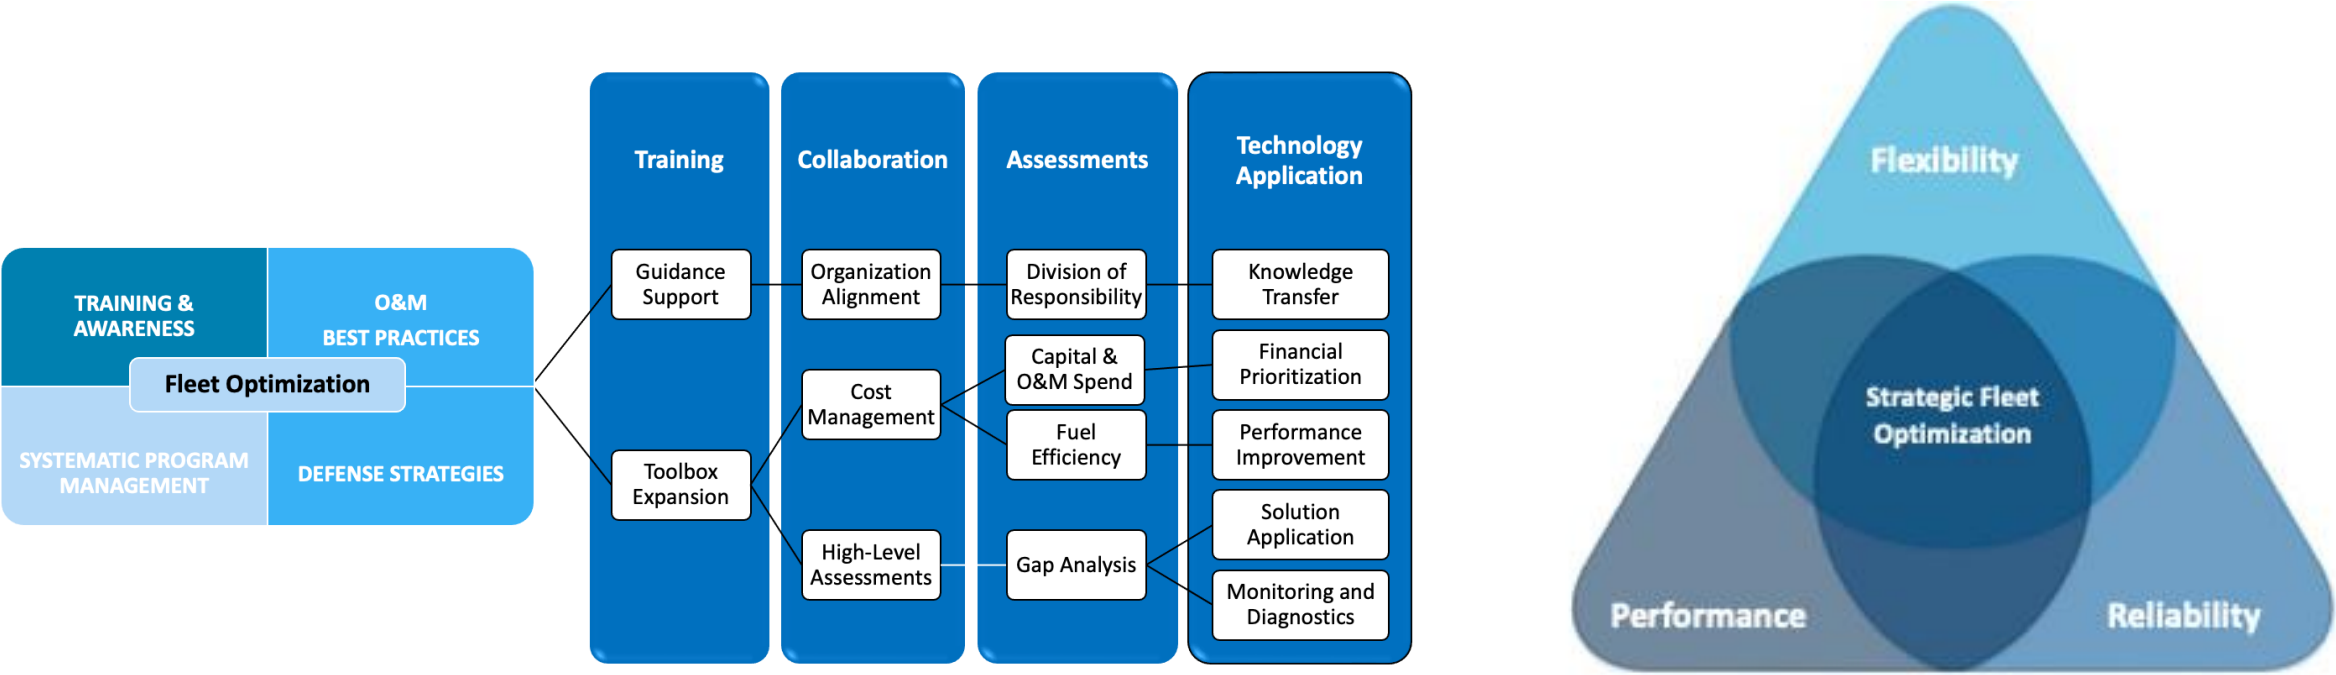 TRAINING &
AWARENESS
O&M
BEST PRACTICES
Fleet Optimization
SYSTEMATIC PROGRAM
MANAGEMENT
DEFENSE STRATEGIES
Training
Guidance
Support
Toolbox
Expansion
Collaboration
Organization
Alignment
Cost
Management
High-Level
Assessments
Assessments
Division of
Responsibility
Capital &
O&M Spend
Fuel
Efficiency
Gap Analysis
Technology
Application
Knowledge
Transfer
Financial
Prioritization
Performance
Improvement
Solution
Application
Monitoring and
Diagnostics
Flexibility
Strategic Fleet
Optimization
Performance
Reliability